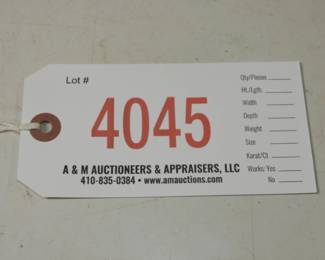 Lot #
4045
A & M AUCTIONEERS & APPRAISERS, LLC
410-835-0384 • www.amauctions.com
Qty/Pieces
Ht./Lgth.
Width
Depth
Weight
Size
Karat/Ct
Works: Yes
No